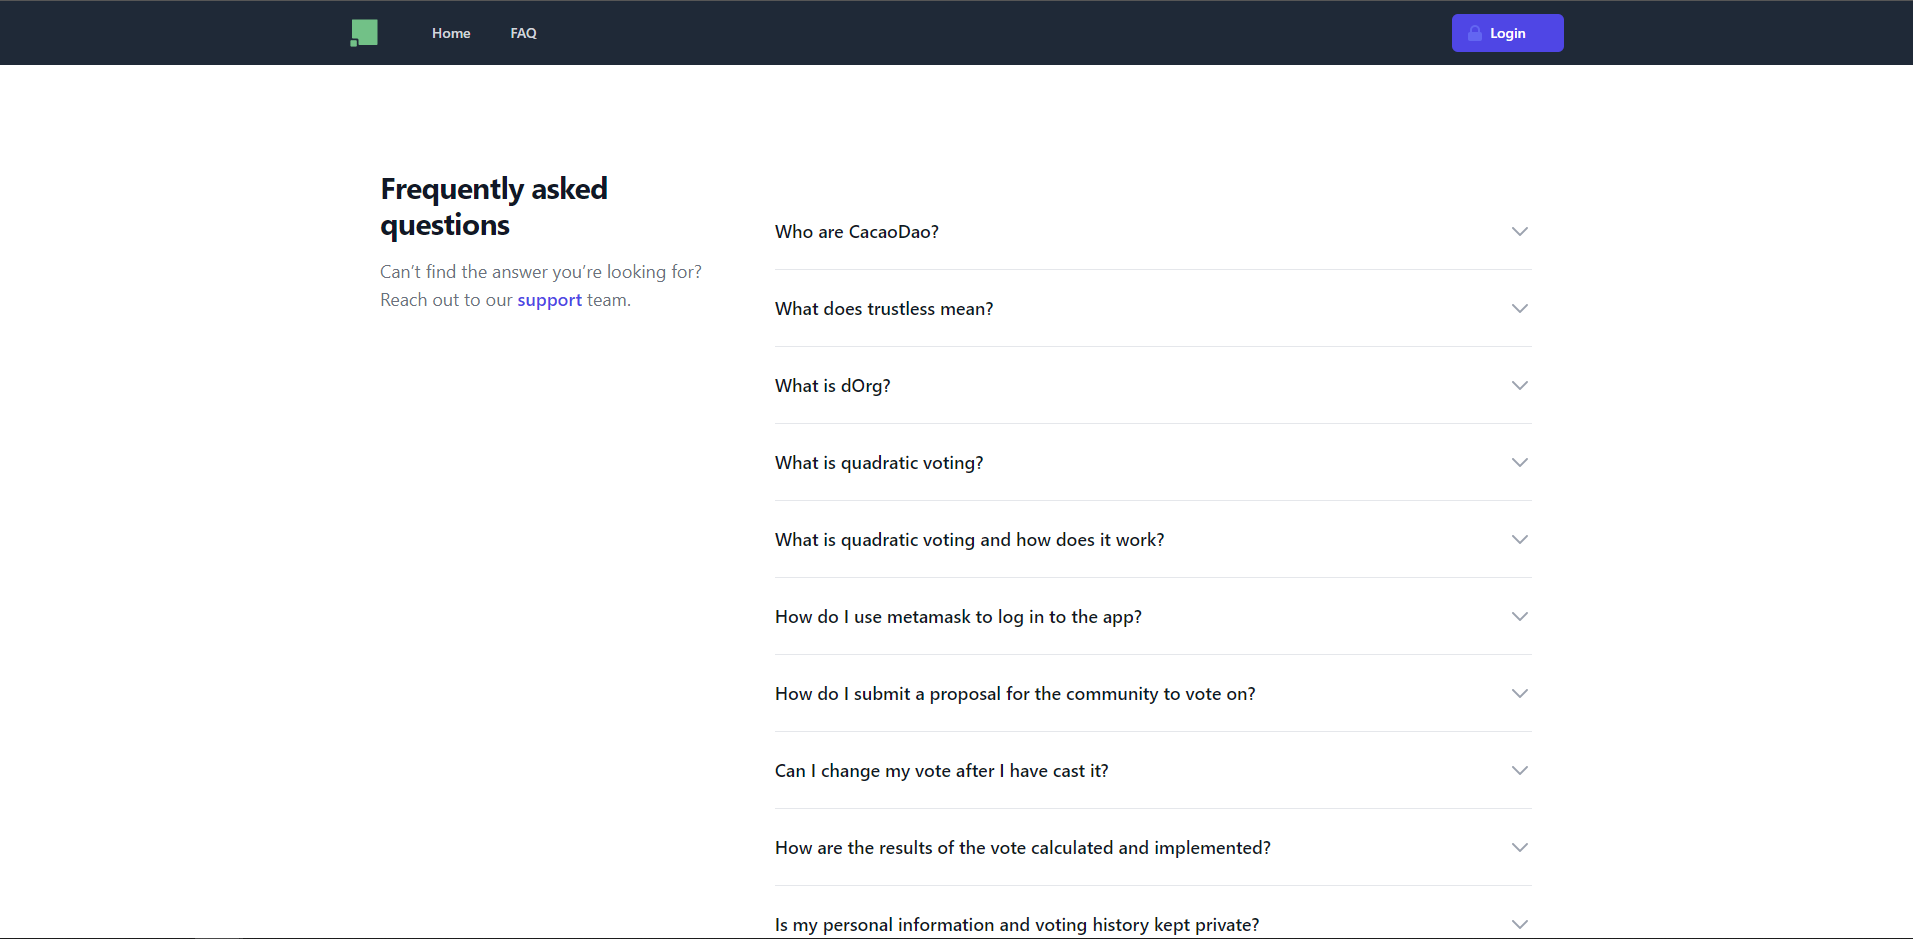 Home
FAQ
Login
Frequently asked
questions
Can’t find the answer you’re looking for?
Reach out to our support team.
Who are CacaoDao?
What does trustless mean?
What is dOrg?
What is quadratic voting?
What is quadratic voting and how does it work?
How do I use metamask to log in to the app?
How do I submit a proposal for the community to vote on?
Can I change my vote after I have cast it?
How are the results of the vote calculated and implemented?
Is my personal information and voting history kept private?